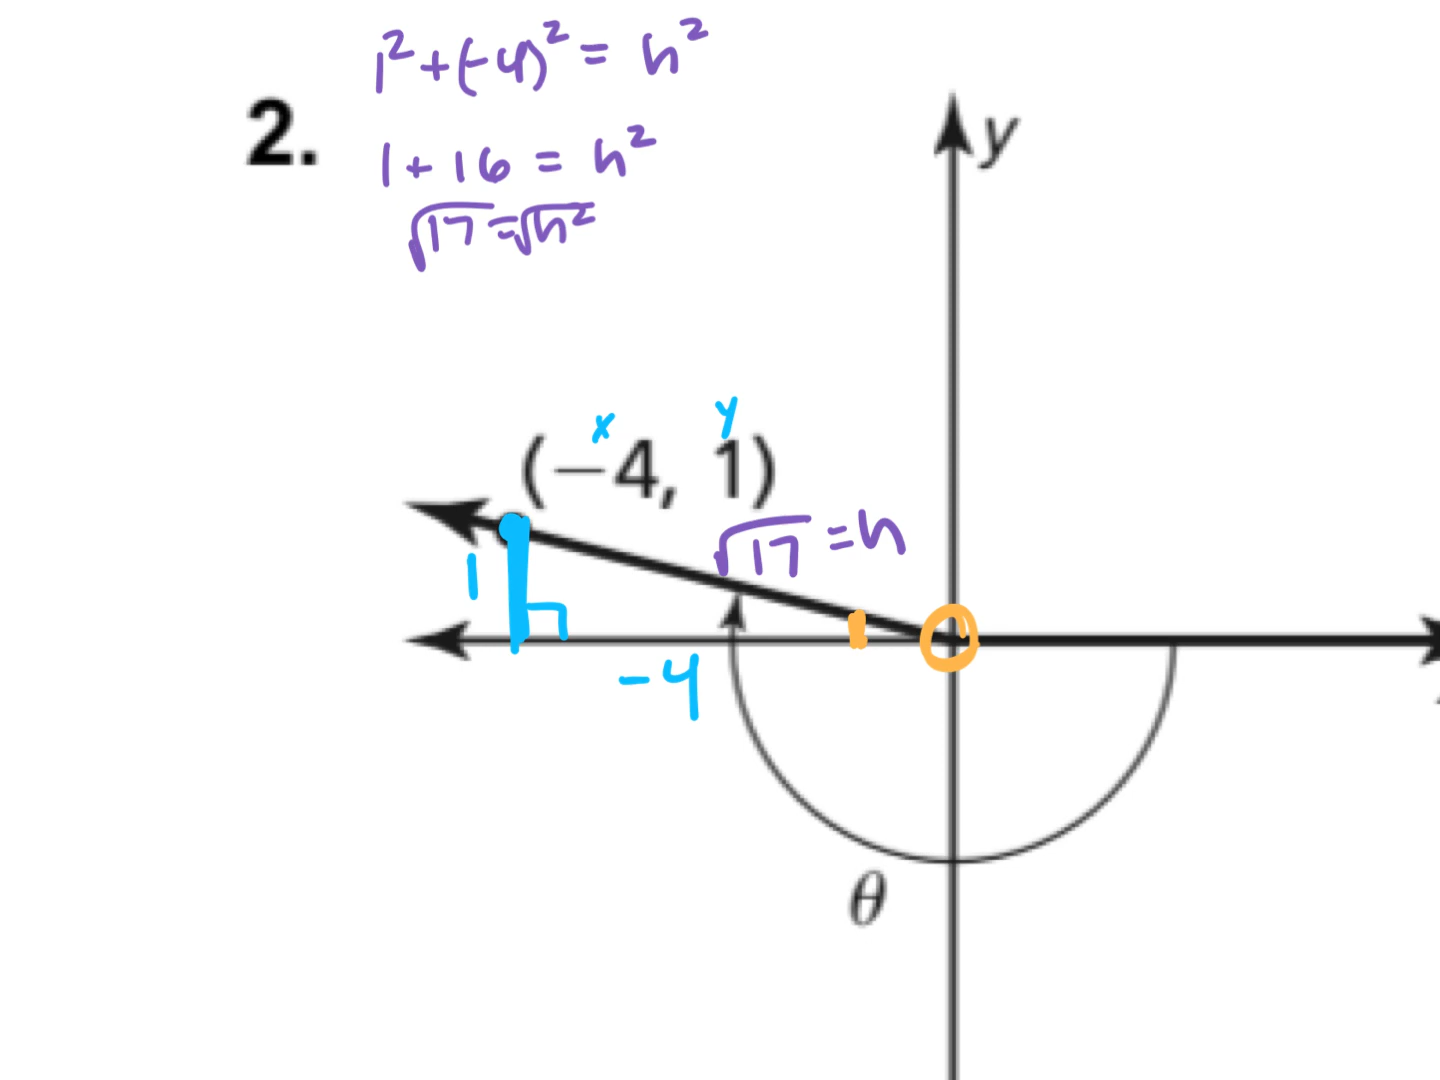 1² + (-4)² = h²
2.
y
1 + 16 = h²
√17 = √h²
x y
(−4, 1)
√17 = h
1
-4
θ